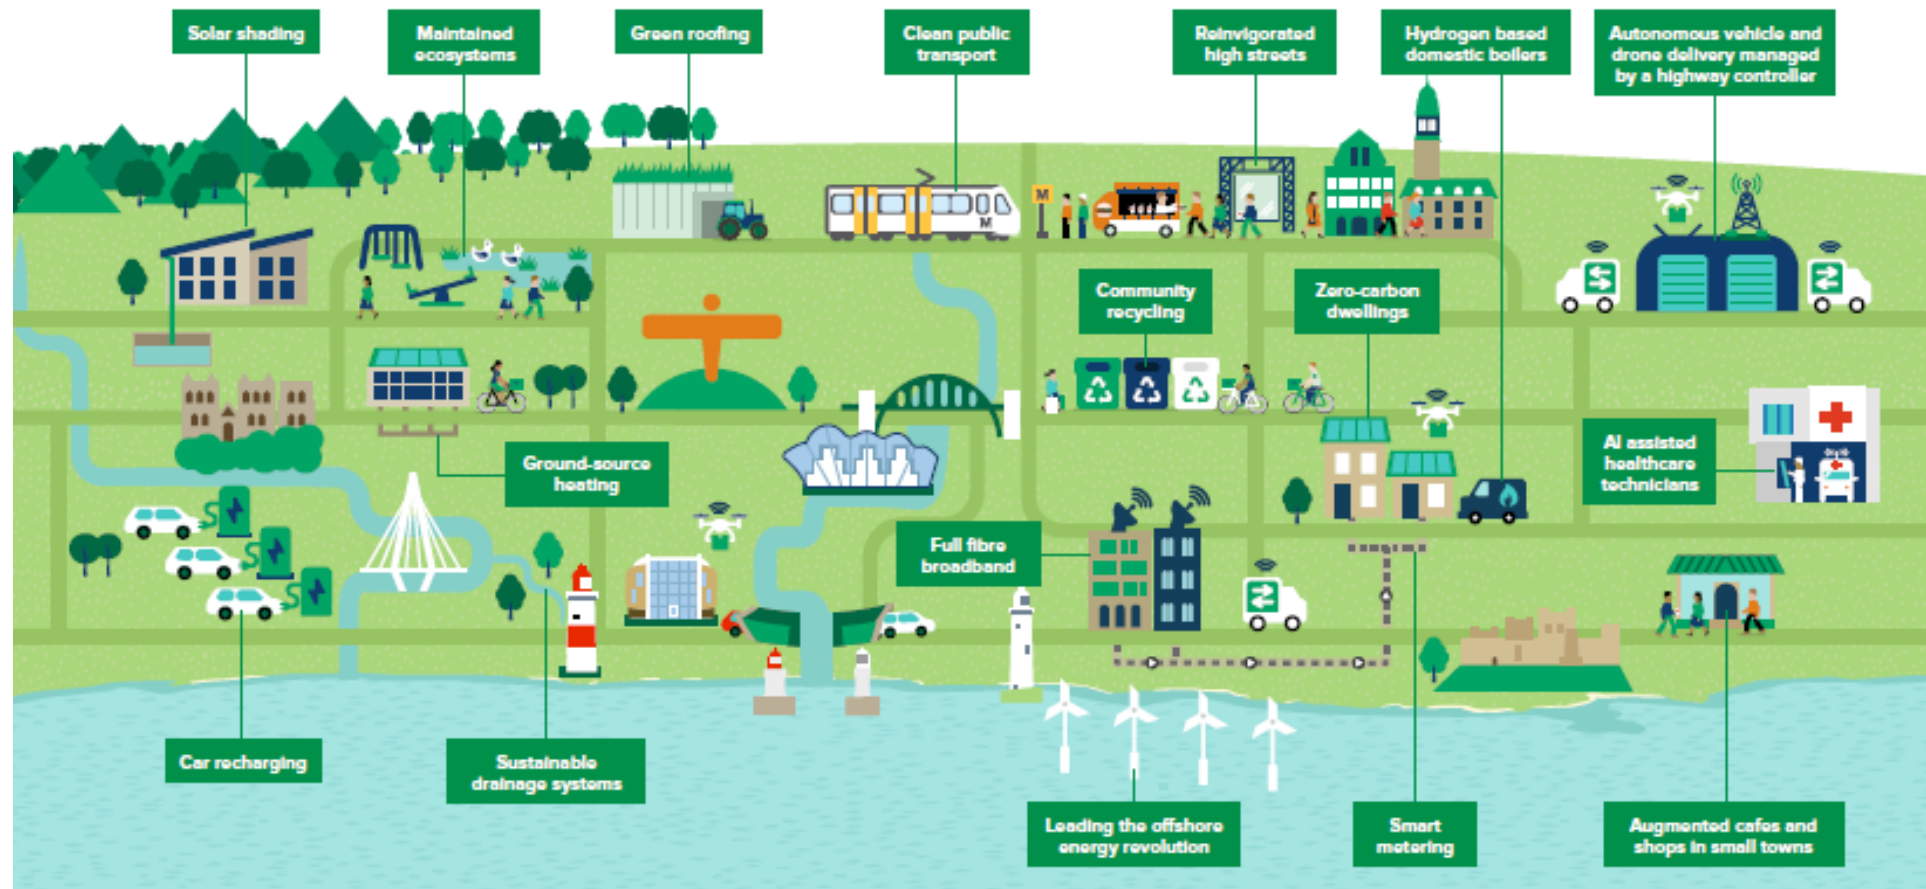 Solar shading
Maintained
ecosystems
Green roofing
Clean public
transport
Reinvigorated
high streets
Hydrogen based
domestic boilers
Autonomous vehicle and
drone delivery managed
by a highway controller
M
M
Community
recycling
Zero-carbon
dwellings
Ground-source
heating
AI assisted
healthcare
technicians
Full fibre
broadband
Car recharging
Sustainable
drainage systems
Leading the offshore
energy revolution
Smart
metering
Augmented cafes and
shops in small towns